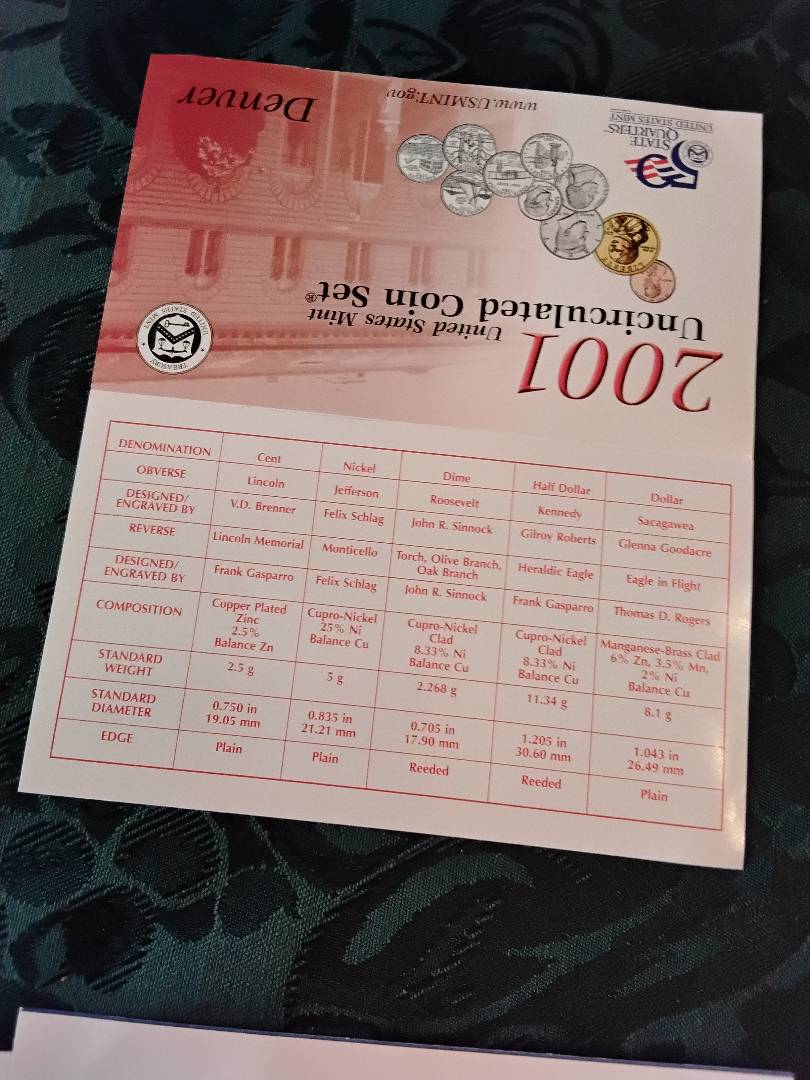 Denver
www.USMINT.gov
50
STATE
QUARTERS™
UNITED STATES MINT
LIBERTY
2001
United States Mint
Uncirculated Coin Set®
TREASURY
UNITED STATES MINT
DENOMINATION Cent Nickel Dime Half Dollar Dollar
OBVERSE Lincoln Jefferson Roosevelt Kennedy Sacagawea
DESIGNED/
ENGRAVED BY V.D. Brenner Felix Schlag John R. Sinnock Gilroy Roberts Glenna Goodacre
REVERSE Lincoln Memorial Monticello Torch, Olive Branch, Heraldic Eagle Eagle in Flight
Oak Branch
DESIGNED/
ENGRAVED BY Frank Gasparro Felix Schlag John R. Sinnock Frank Gasparro Thomas D. Rogers
COMPOSITION Copper Plated Cupro-Nickel Cupro-Nickel Cupro-Nickel Manganese-Brass Clad
Zinc 25% Ni Clad Clad 6% Zn, 3.5% Mn,
2.5% Balance Cu 8.33% Ni 8.33% Ni 2% Ni
Balance Zn Balance Cu Balance Cu Balance Cu
STANDARD
WEIGHT 2.5 g 5 g 2.268 g 11.34 g 8.1 g
STANDARD 0.750 in 0.835 in 0.705 in 1.205 in 1.043 in
DIAMETER 19.05 mm 21.21 mm 17.90 mm 30.60 mm 26.49 mm
EDGE Plain Plain Reeded Reeded Plain